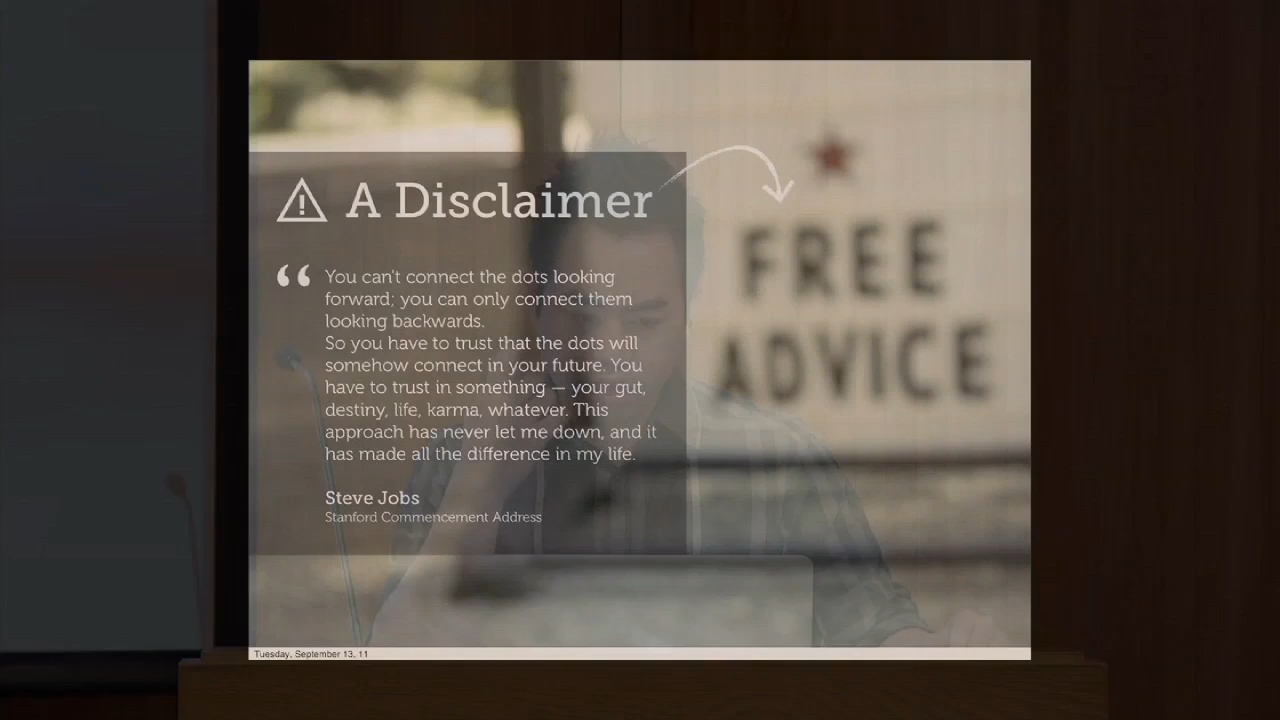 A Disclaimer
“ You can't connect the dots looking
forward; you can only connect them
looking backwards.
So you have to trust that the dots will
somehow connect in your future. You
have to trust in something — your gut,
destiny, life, karma, whatever. This
approach has never let me down, and it
has made all the difference in my life.
Steve Jobs
Stanford Commencement Address
FREE
ADVICE
Tuesday, September 13, 11